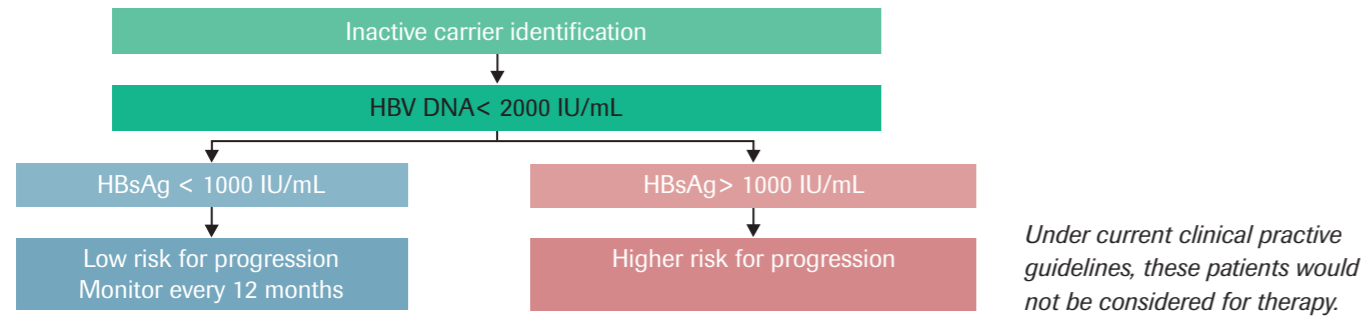 Inactive carrier identification
HBV DNA< 2000 IU/mL
HBsAg < 1000 IU/mL
HBsAg> 1000 IU/mL
Low risk for progression
Monitor every 12 months
Higher risk for progression
Under current clinical practive
guidelines, these patients would
not be considered for therapy.